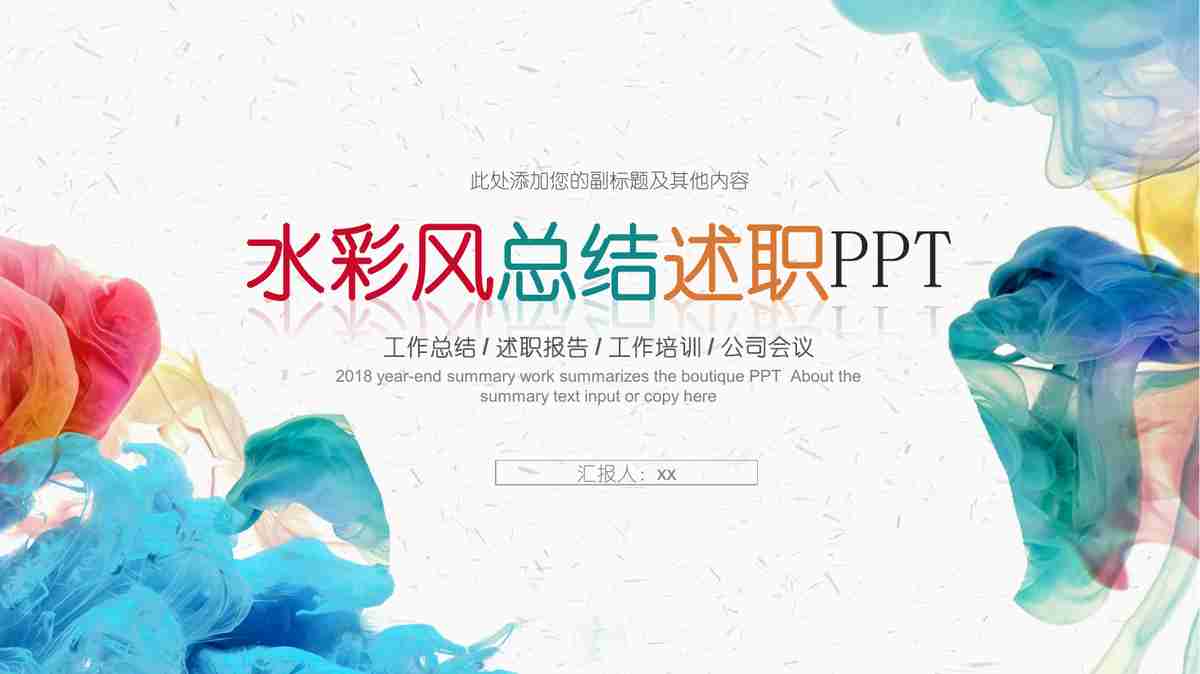 此处添加您的副标题及其他内容
水彩风总结述职PPT
工作总结 / 述职报告 / 工作培训 / 公司会议
2018 year-end summary work summarizes the boutique PPT  About the
summary text input or copy here
汇报人：xx